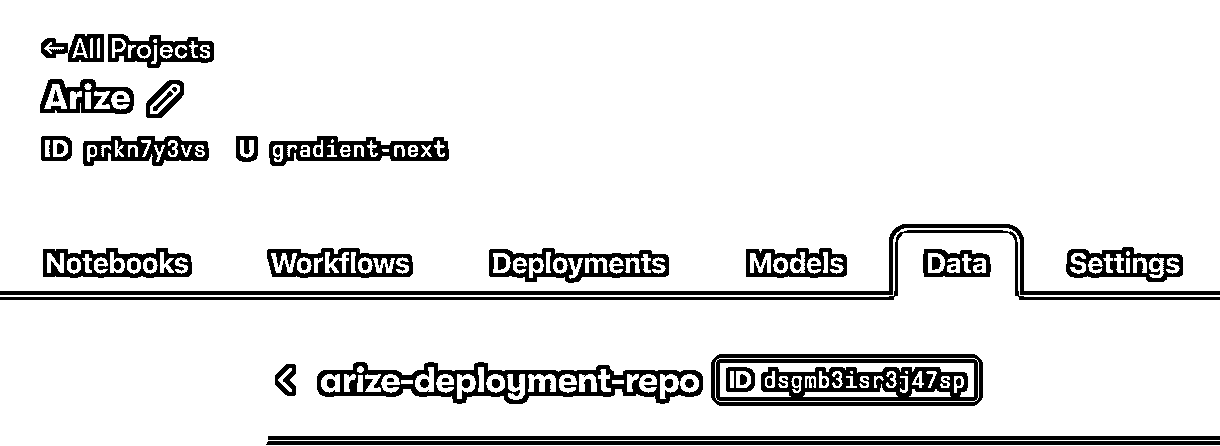 ← All Projects
Arize
ID prkn7y3vs U gradient-next
Notebooks Workflows Deployments Models Data Settings
< arize-deployment-repo ID dsgmb3isr3j47sp